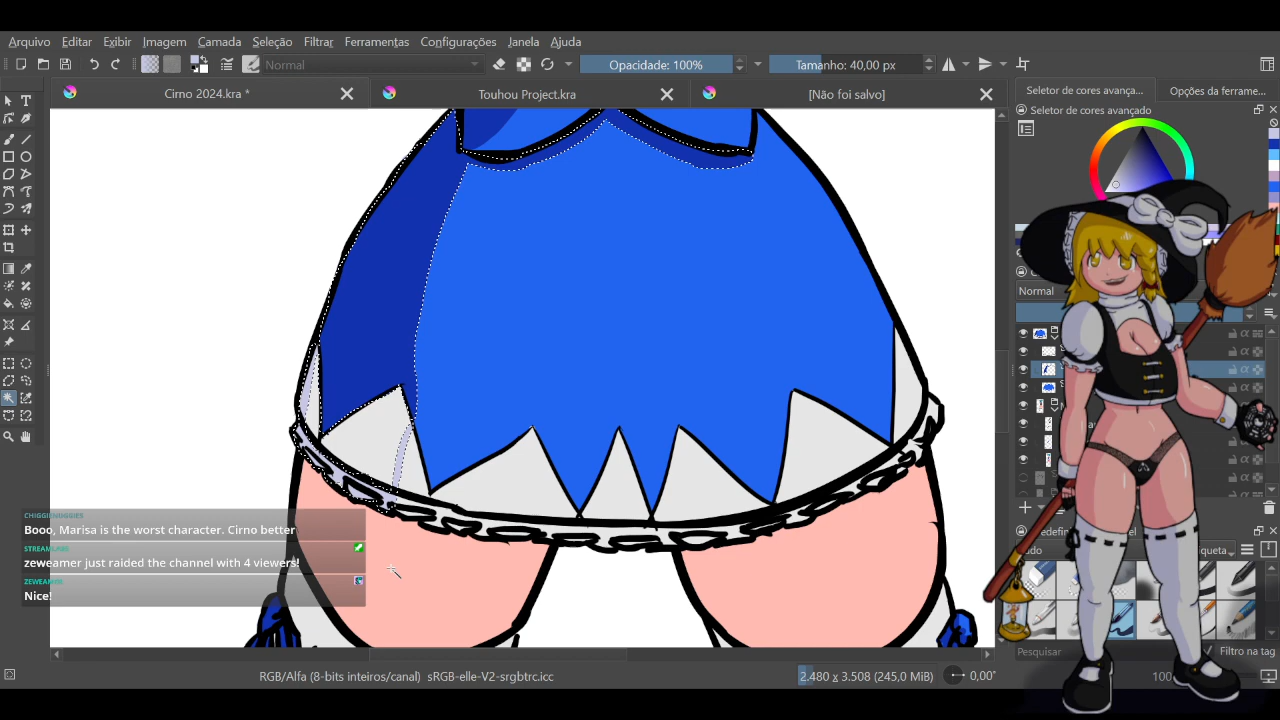 Arquivo Editar Exibir Imagem Camada Seleção Filtrar Ferramentas Configurações Janela Ajuda
Normal Opacidade: 100% Tamanho: 40,00 px
Cirno 2024.kra * Touhou Project.kra [Não foi salvo]
Seletor de cores avança... Opções da ferrame...
Seletor de cores avançado
Normal
CHIGGIENUGGIES
Booo, Marisa is the worst character. Cirno better
zeweamer just raided the channel with 4 viewers!
ZEWEAMER
Nice!
Pesquisar Filtro na tag
RGB/Alfa (8-bits inteiros/canal) sRGB-elle-V2-srgbtrc.icc 2.480 x 3.508 (245,0 MiB) 0,00° 100